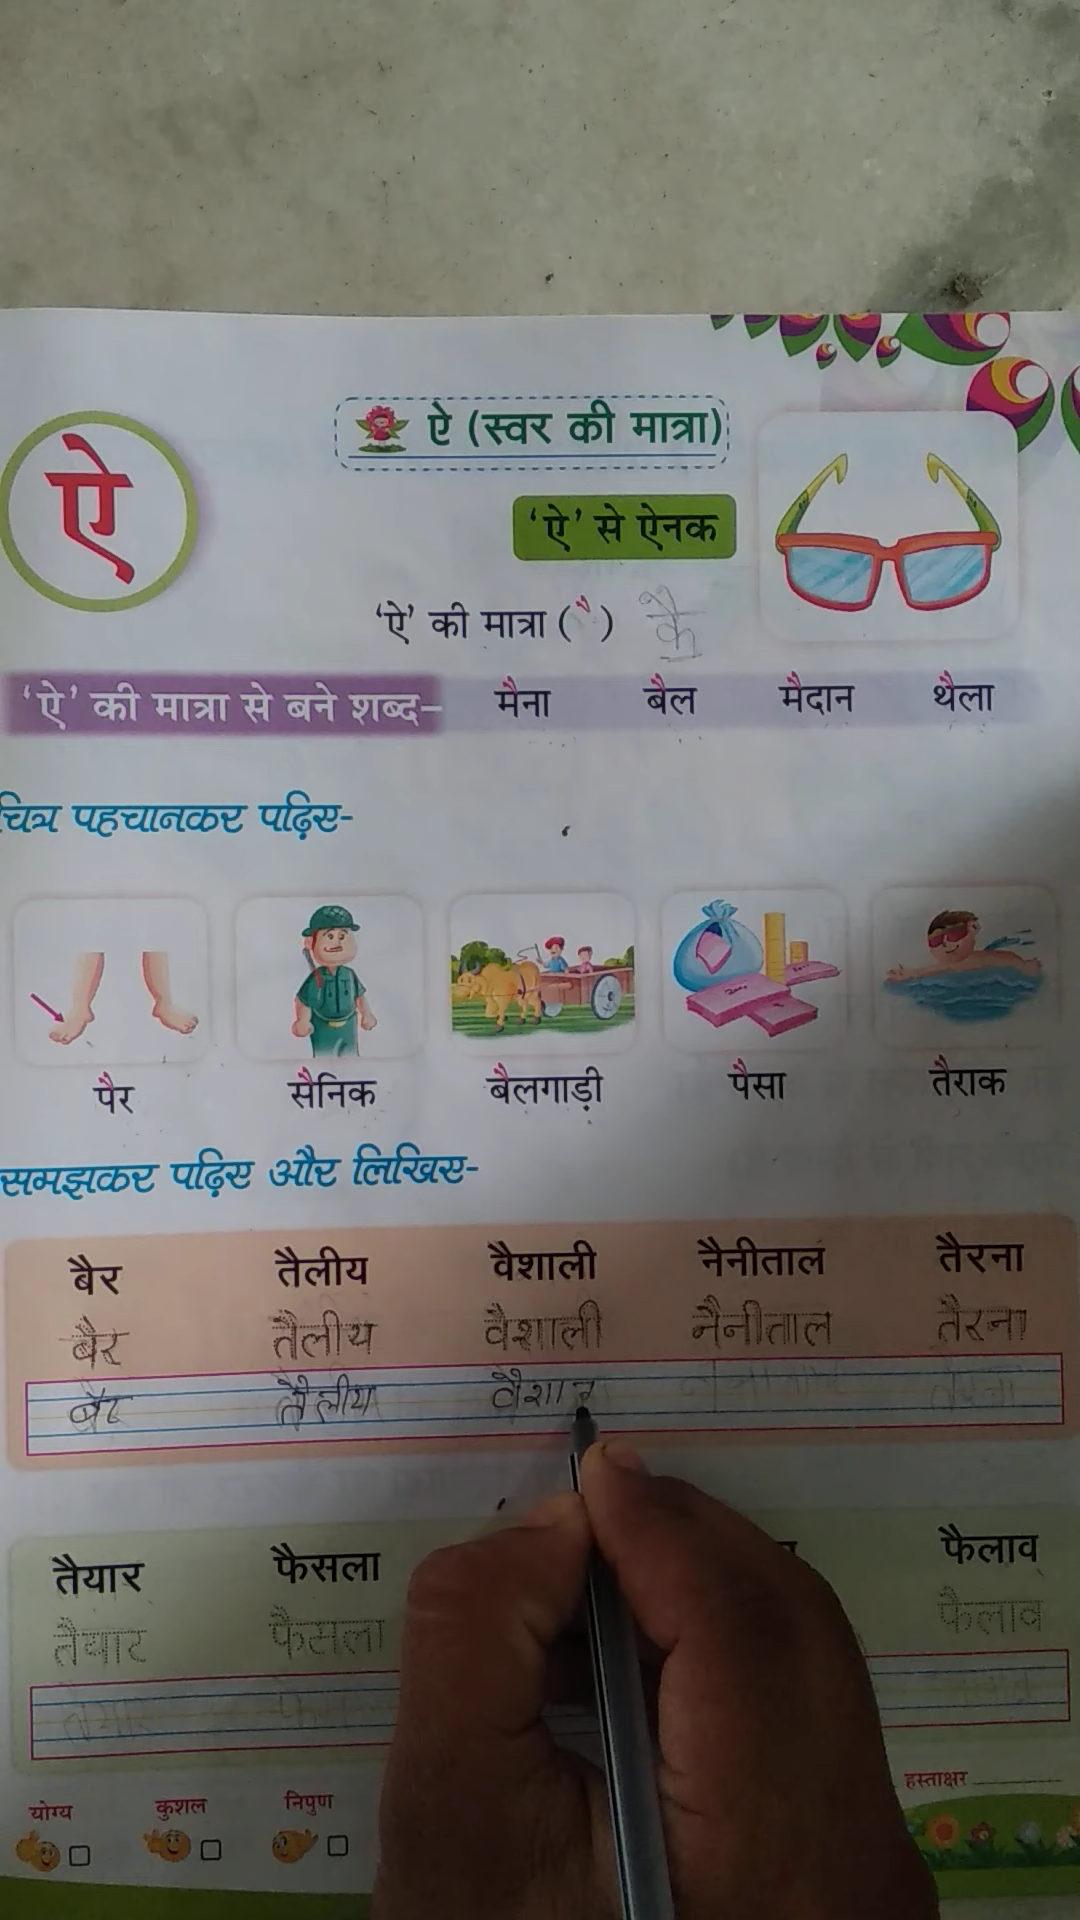 ऐ (स्वर की मात्रा)
ऐ
'ऐ' से ऐनक
'ऐ' की मात्रा ( ै ) कै
'ऐ' की मात्रा से बने शब्द– मैना बैल मैदान थैला
चित्र पहचानकर पढ़िए-
पैर सैनिक बैलगाड़ी पैसा तैराक
समझकर पढ़िए और लिखिए-
बैर तैलीय वैशाली नैनीताल तैरना
बैर तैलीय वैशाली नैनीताल तैरना
बैर तैलीय वैशा
तैयार फैसला फैलाव
तैयार फैसला फैलाव
योग्य कुशल निपुण हस्ताक्षर